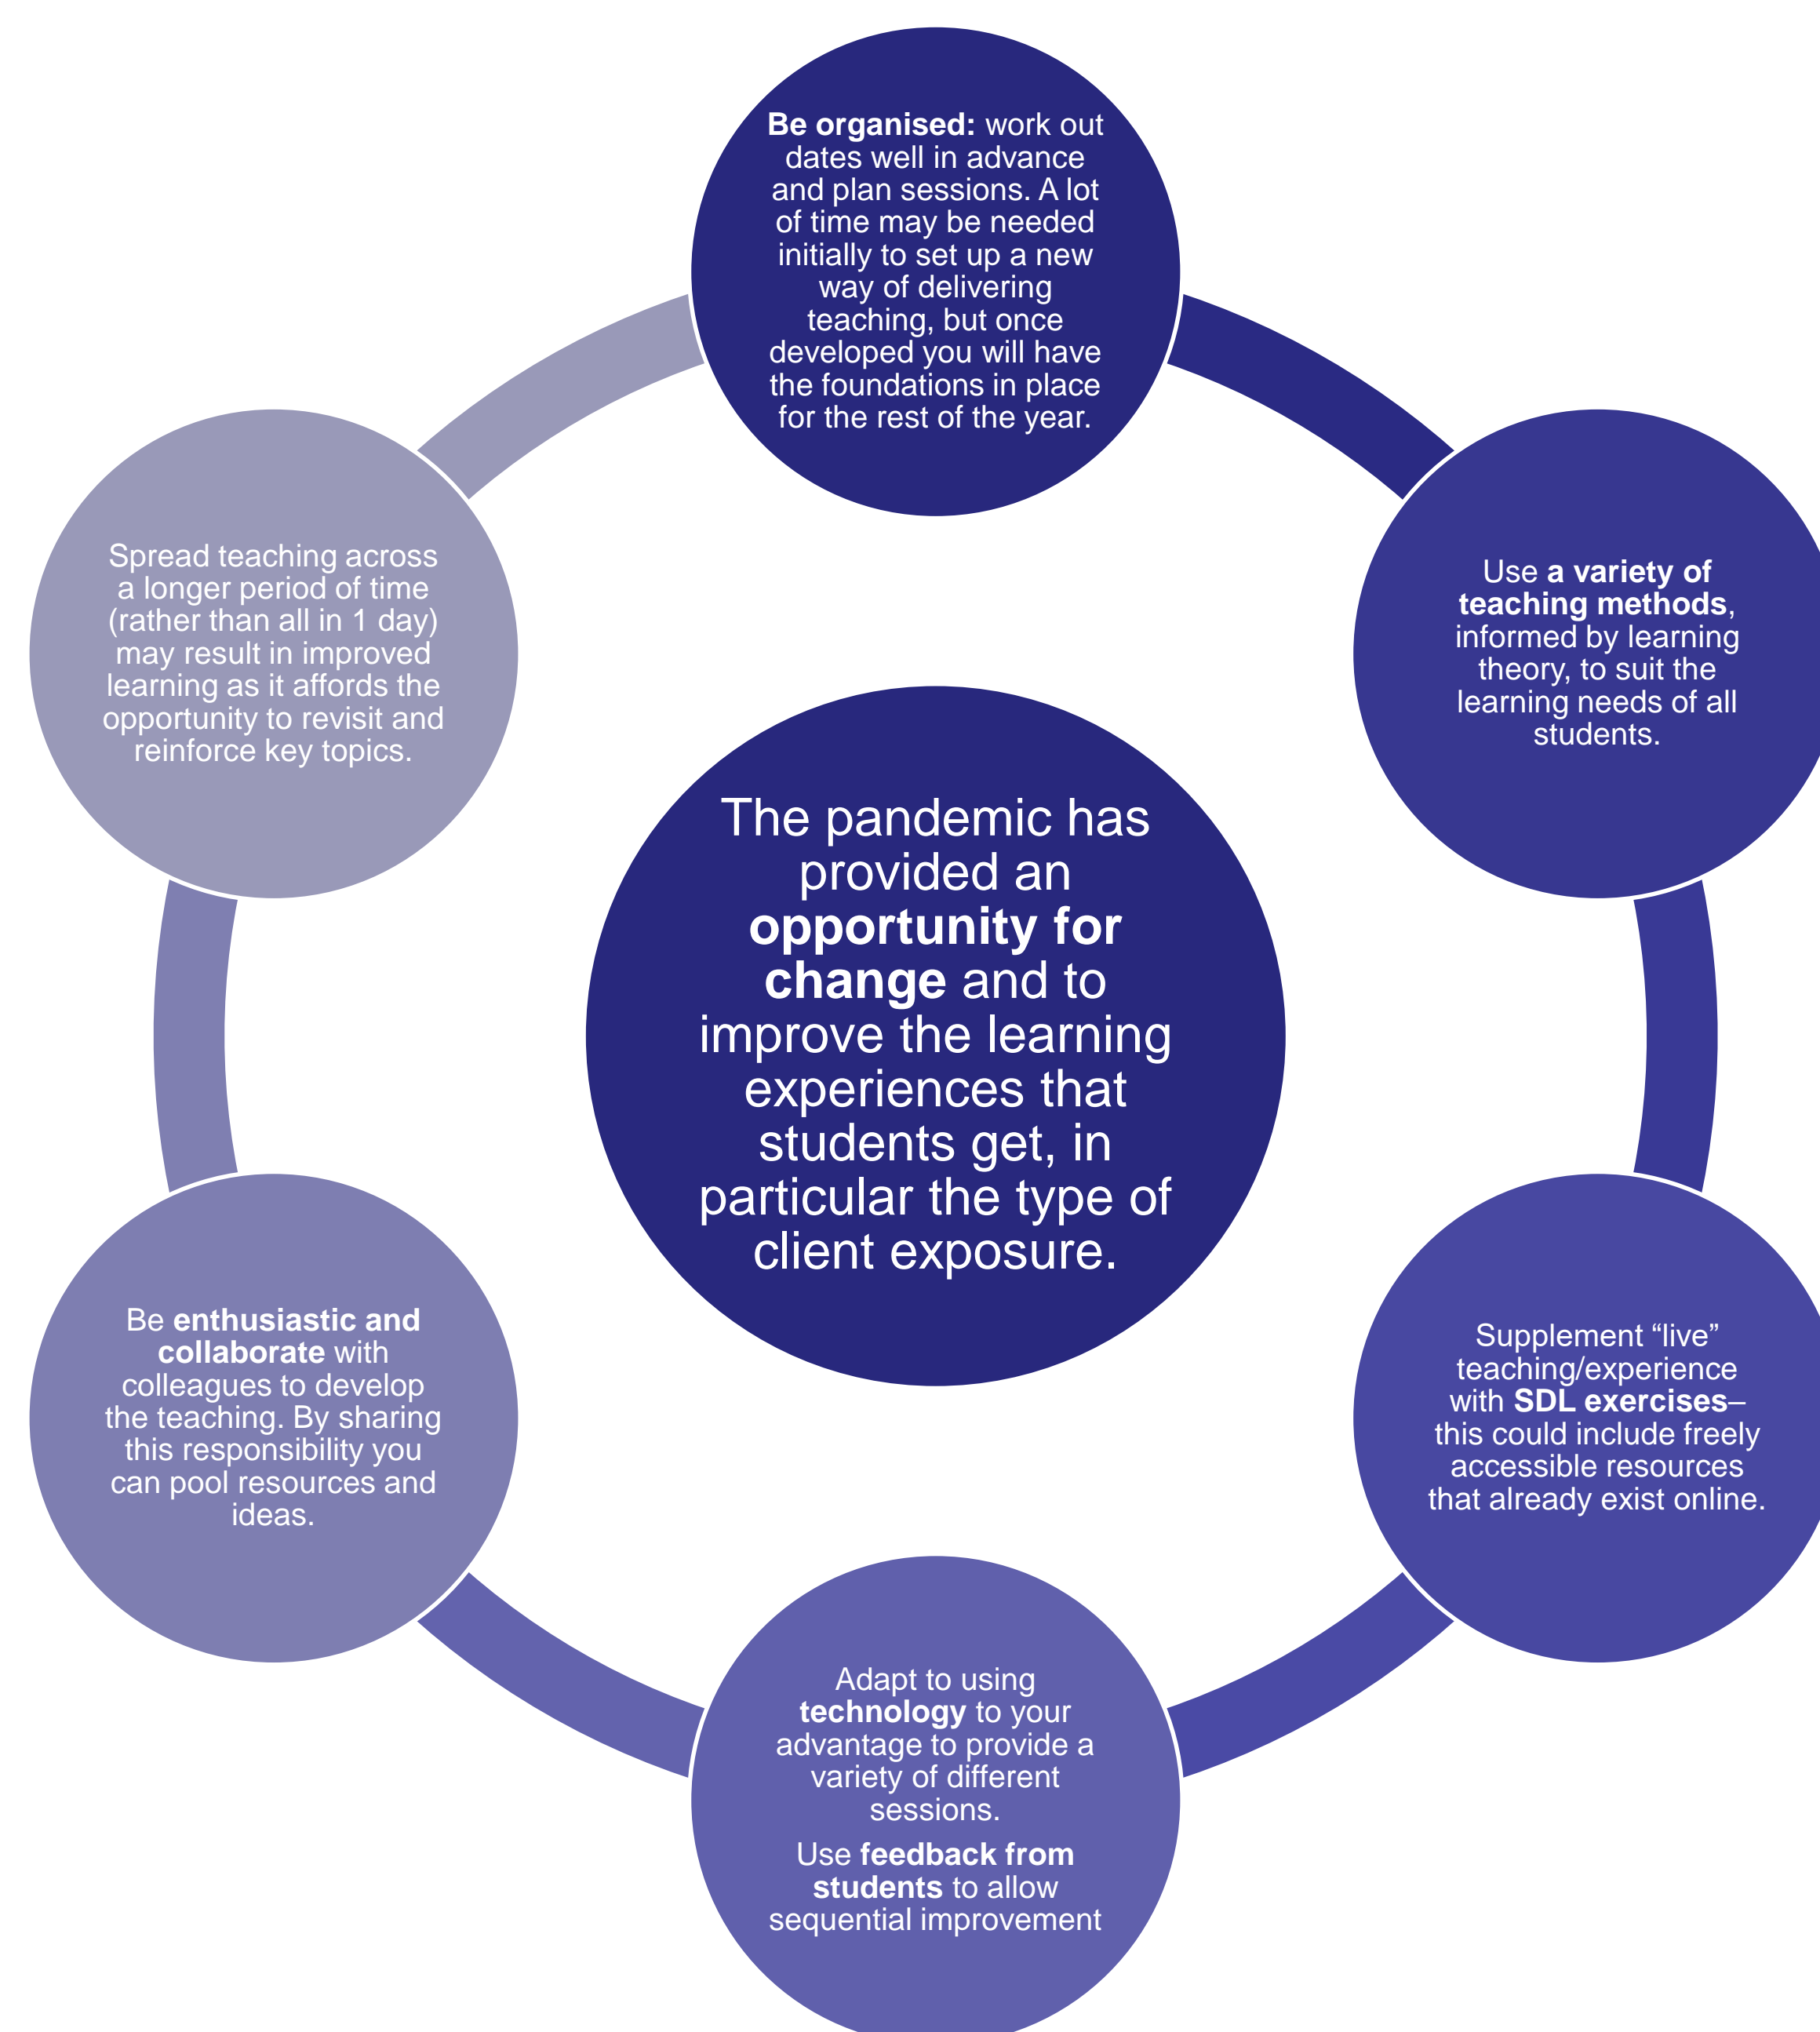 Be organised: work out
dates well in advance
and plan sessions. A lot
of time may be needed
initially to set up a new
way of delivering
teaching, but once
developed you will have
the foundations in place
for the rest of the year.
Use a variety of
teaching methods,
informed by learning
theory, to suit the
learning needs of all
students.
Supplement “live”
teaching/experience
with SDL exercises–
this could include freely
accessible resources
that already exist online.
Adapt to using
technology to your
advantage to provide a
variety of different
sessions.
Use feedback from
students to allow
sequential improvement
Be enthusiastic and
collaborate with
colleagues to develop
the teaching. By sharing
this responsibility you
can pool resources and
ideas.
Spread teaching across
a longer period of time
(rather than all in 1 day)
may result in improved
learning as it affords the
opportunity to revisit and
reinforce key topics.
The pandemic has
provided an
opportunity for
change and to
improve the learning
experiences that
students get, in
particular the type of
client exposure.